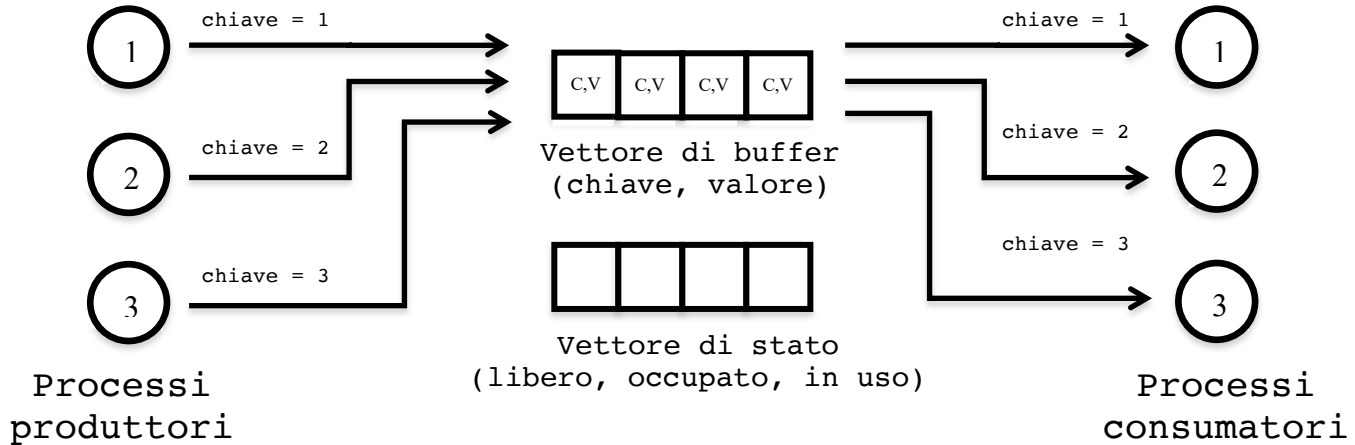 chiave = 1
chiave = 1
1
1
C,V C,V C,V C,V
chiave = 2
chiave = 2
Vettore di buffer
(chiave, valore)
2
2
chiave = 3
chiave = 3
3
3
Vettore di stato
(libero, occupato, in uso)
Processi
produttori
Processi
consumatori